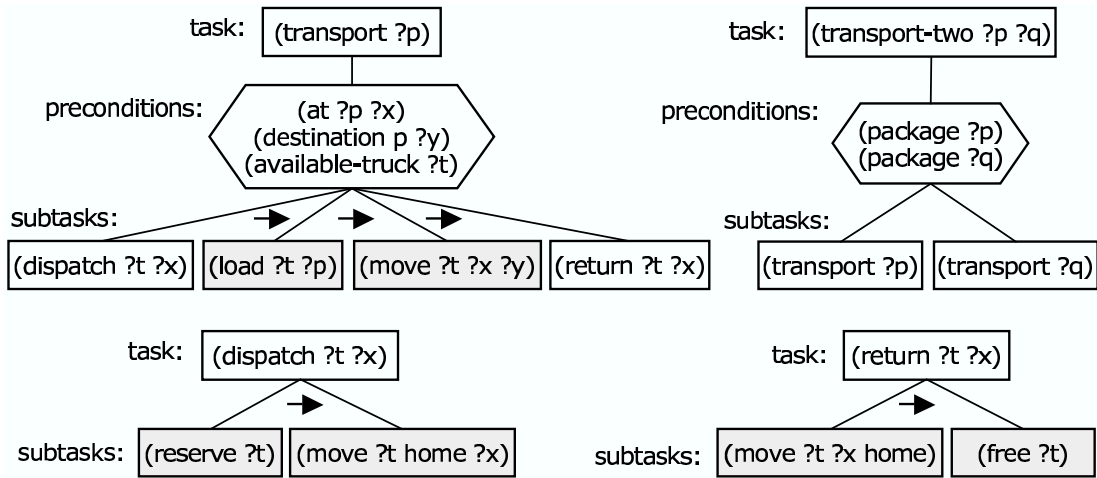 task: (transport ?p)
preconditions: (at ?p ?x)
(destination p ?y)
(available-truck ?t)
subtasks:
(dispatch ?t ?x) (load ?t ?p) (move ?t ?x ?y) (return ?t ?x)
task: (transport-two ?p ?q)
preconditions: (package ?p)
(package ?q)
subtasks:
(transport ?p) (transport ?q)
task: (dispatch ?t ?x)
subtasks: (reserve ?t) (move ?t home ?x)
task: (return ?t ?x)
subtasks: (move ?t ?x home) (free ?t)